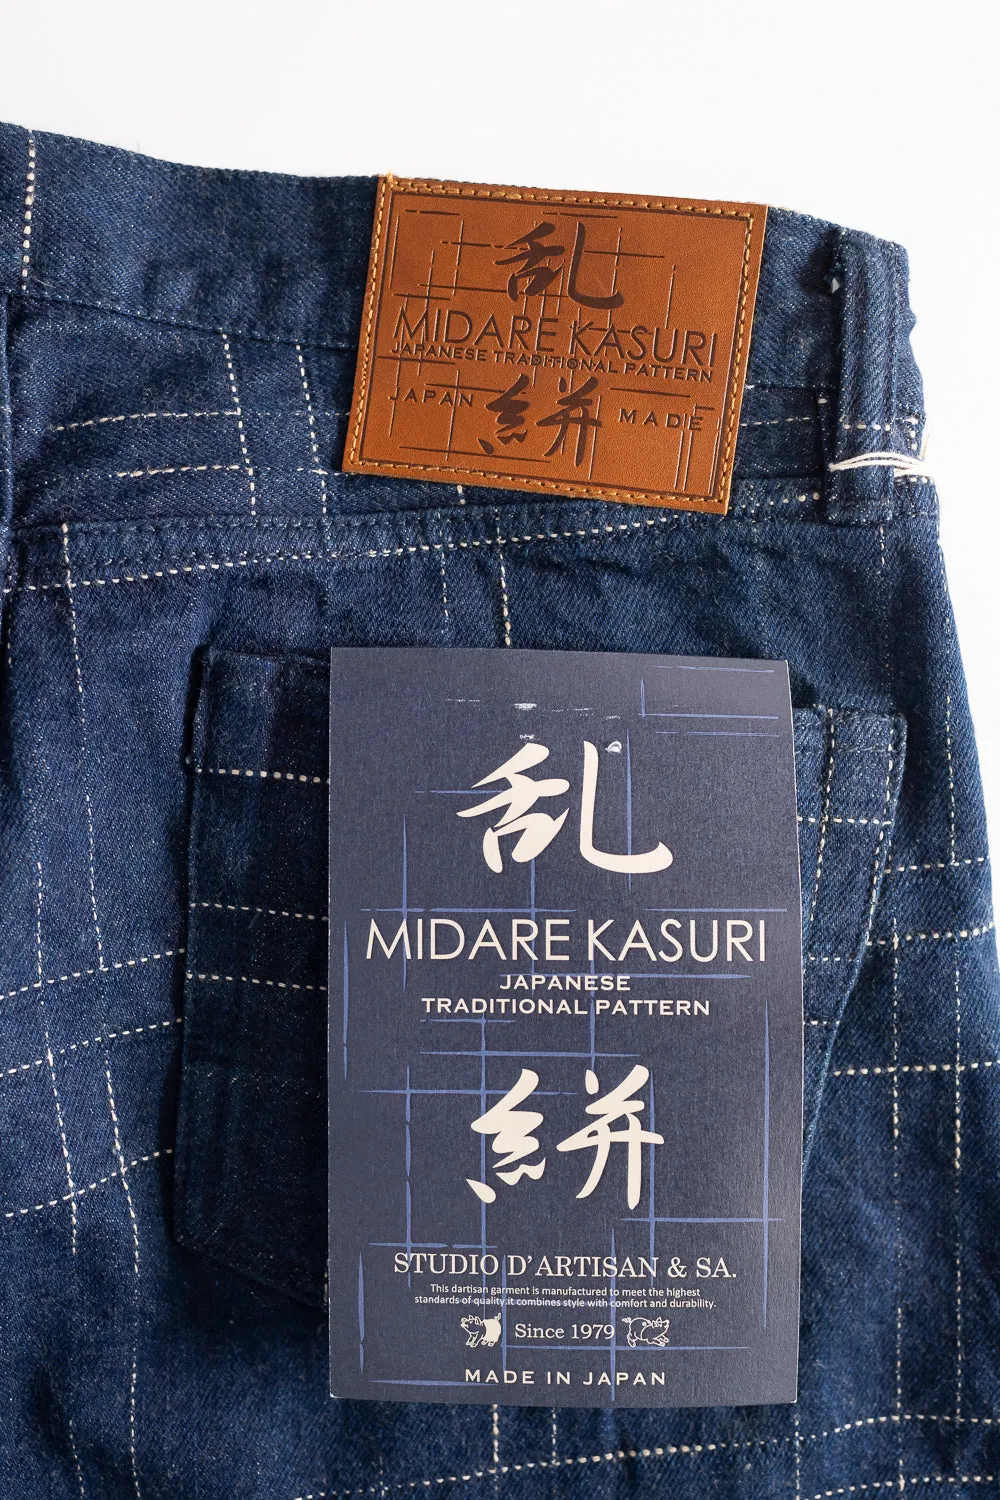 乱
MIDARE KASURI
JAPANESE TRADITIONAL PATTERN
JAPAN 絣 MADE
乱
MIDARE KASURI
JAPANESE
TRADITIONAL PATTERN
絣
STUDIO D'ARTISAN & SA.
This dartisan garment is manufactured to meet the highest
standards of quality.it combines style with comfort and durability.
Since 1979
MADE IN JAPAN